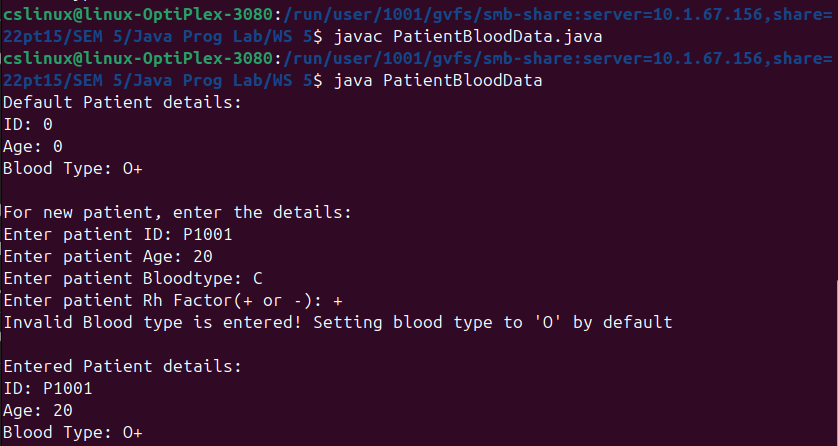 cslinux@linux-OptiPlex-3080:/run/user/1001/gvfs/smb-share:server=10.1.67.156,share=
22pt15/SEM 5/Java Prog Lab/WS 5$ javac PatientBloodData.java
cslinux@linux-OptiPlex-3080:/run/user/1001/gvfs/smb-share:server=10.1.67.156,share=
22pt15/SEM 5/Java Prog Lab/WS 5$ java PatientBloodData
Default Patient details:
ID: 0
Age: 0
Blood Type: O+

For new patient, enter the details:
Enter patient ID: P1001
Enter patient Age: 20
Enter patient Bloodtype: C
Enter patient Rh Factor(+ or -): +
Invalid Blood type is entered! Setting blood type to 'O' by default

Entered Patient details:
ID: P1001
Age: 20
Blood Type: O+